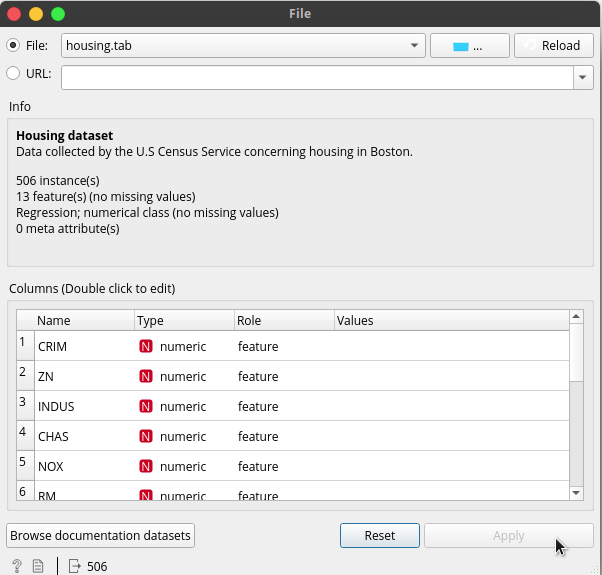 File
File: housing.tab ... Reload
URL:
Info
Housing dataset
Data collected by the U.S Census Service concerning housing in Boston.
506 instance(s)
13 feature(s) (no missing values)
Regression; numerical class (no missing values)
0 meta attribute(s)
Columns (Double click to edit)
Name Type Role Values
1 CRIM N numeric feature
2 ZN N numeric feature
3 INDUS N numeric feature
4 CHAS N numeric feature
5 NOX N numeric feature
6 RM N numeric feature
Browse documentation datasets Reset Apply
? 506